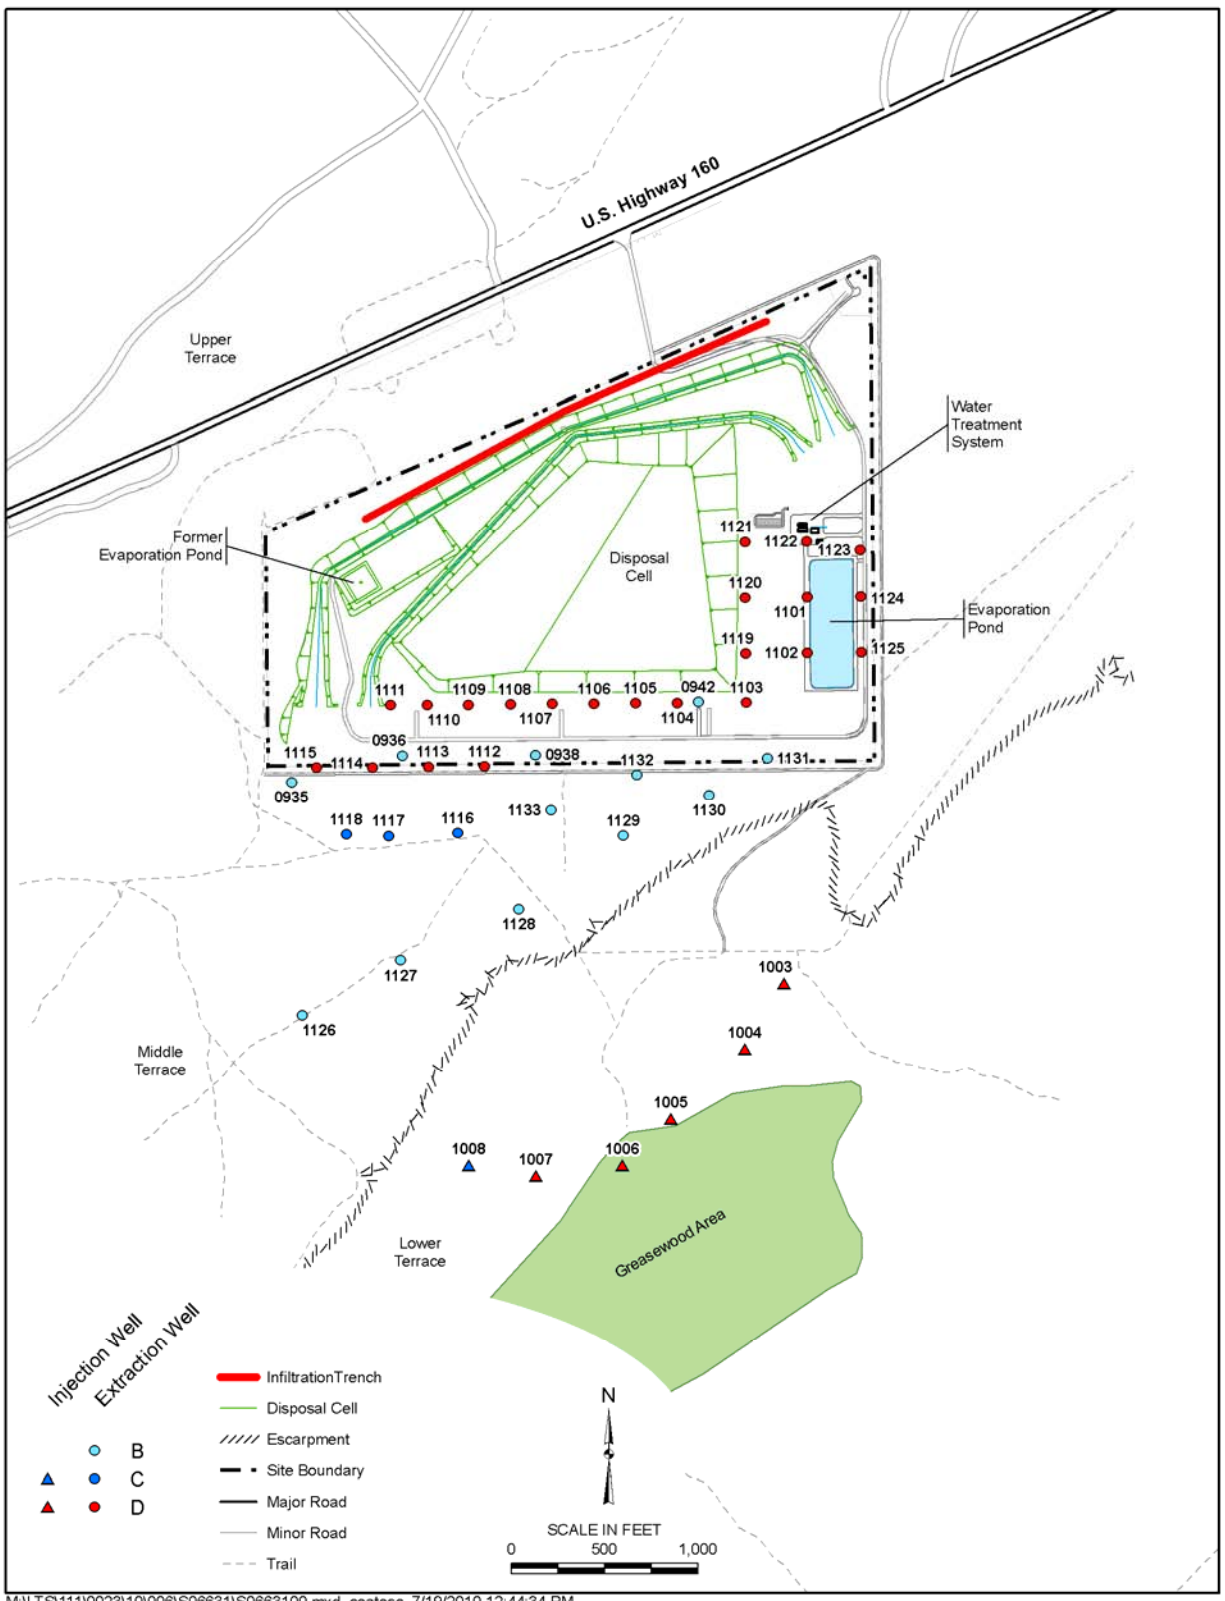 U.S. Highway 160
Upper
Terrace
Water
Treatment
System
Former
Evaporation Pond
Disposal
Cell
1121
1122
1123
1120
1101
1124
Evaporation
Pond
1119
1102
1125
1111
1109
1108
1106
1105
0942
1103
1110
1107
1104
0936
1115
1114
1113
1112
0938
1132
1131
0935
1118
1117
1116
1133
1129
1130
1128
1127
1126
1003
1004
Middle
Terrace
1005
1008
1007
1006
Lower
Terrace
Greasewood Area
Injection Well
Extraction Well
B
C
D
InfiltrationTrench
Disposal Cell
Escarpment
Site Boundary
Major Road
Minor Road
Trail
N
SCALE IN FEET
0 500 1,000